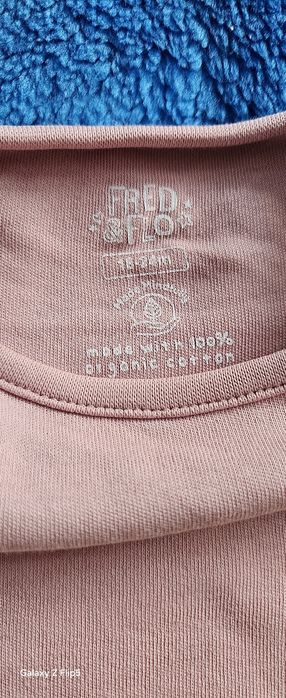 FRED
&FLO
18-24m
made with 100%
organic cotton
Galaxy Z Flip5